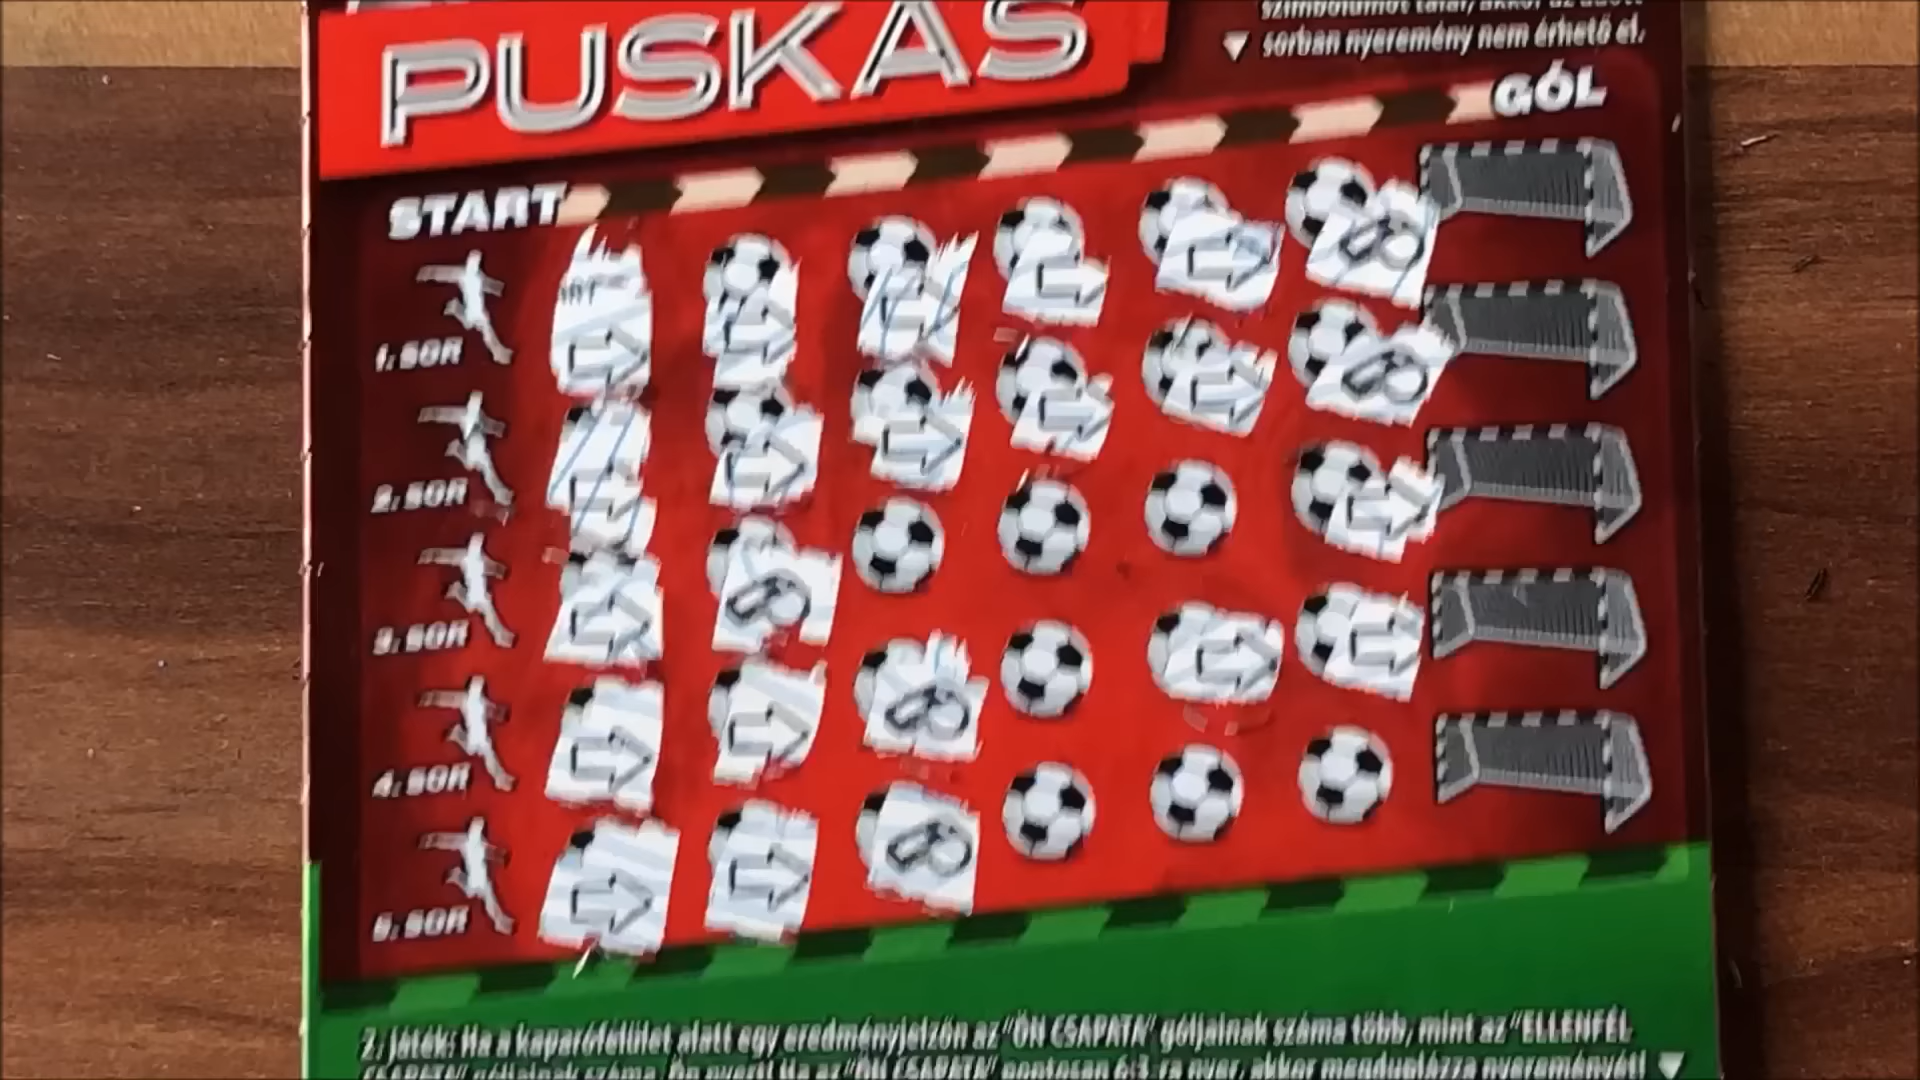 PUSKÁS
szimbólumot talál, akkor az adott
sorban nyeremény nem érhető el.
GÓL
START
1. SOR
2. SOR
3. SOR
4. SOR
5. SOR
2. játék: Ha a kaparófelület alatt egy eredményjelzőn az "ÖN CSAPATA" góljainak száma több, mint az "ELLENFÉL
CSAPATA" góljainak száma, Ön nyert! Ha az "ÖN CSAPATA" pontosan 6:3-ra nyer, akkor megduplázza nyereményét!